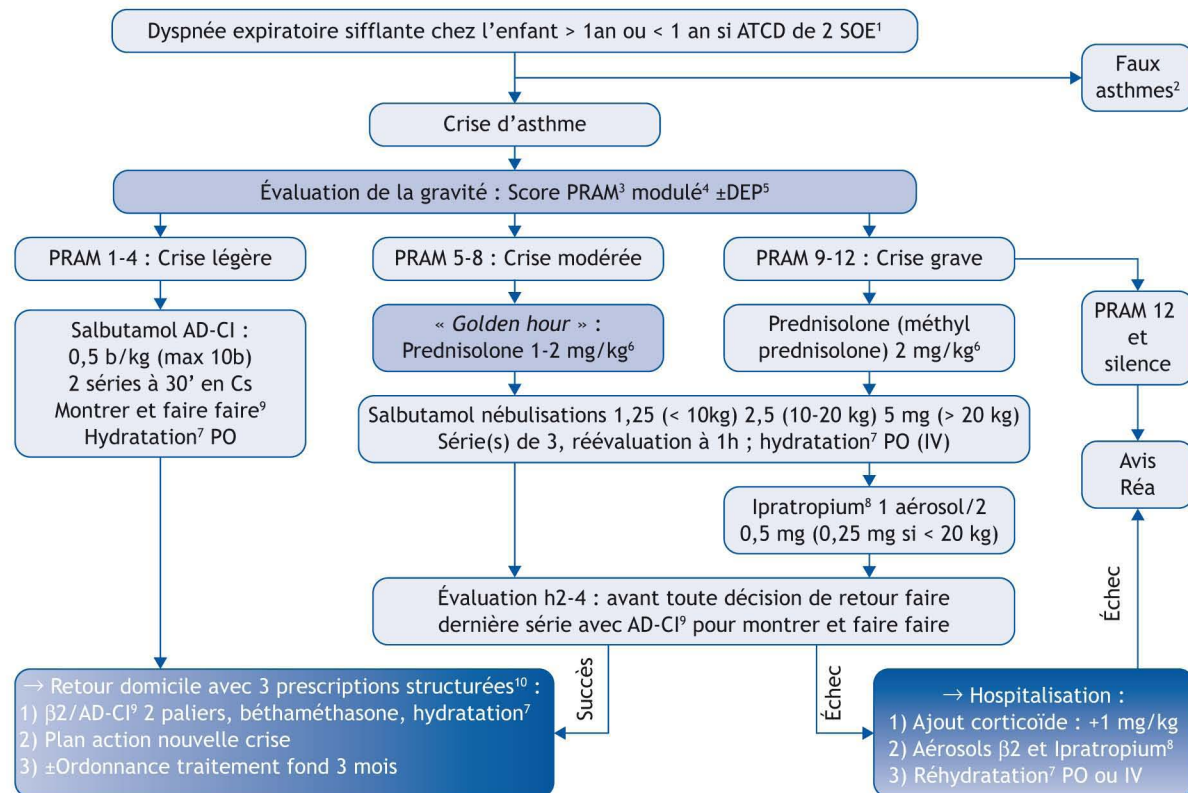 Dyspnée expiratoire sifflante chez l’enfant > 1an ou < 1 an si ATCD de 2 SOE¹
Faux
asthmes²
Crise d’asthme
Évaluation de la gravité : Score PRAM³ modulé⁴ ±DEP⁵
PRAM 1-4 : Crise légère
PRAM 5-8 : Crise modérée
PRAM 9-12 : Crise grave
Salbutamol AD-CI :
0,5 b/kg (max 10b)
2 séries à 30’ en Cs
Montrer et faire faire⁹
Hydratation⁷ PO
« Golden hour » :
Prednisolone 1-2 mg/kg⁶
Prednisolone (méthyl
prednisolone) 2 mg/kg⁶
PRAM 12
et
silence
Salbutamol nébulisations 1,25 (< 10kg) 2,5 (10-20 kg) 5 mg (> 20 kg)
Série(s) de 3, réévaluation à 1h ; hydratation⁷ PO (IV)
Avis
Réa
Ipratropium⁸ 1 aérosol/2
0,5 mg (0,25 mg si < 20 kg)
Évaluation h2-4 : avant toute décision de retour faire
dernière série avec AD-CI⁹ pour montrer et faire faire
Succès
Échec
Échec
→ Retour domicile avec 3 prescriptions structurées¹⁰ :
1) β2/AD-CI⁹ 2 paliers, béthaméthasone, hydratation⁷
2) Plan action nouvelle crise
3) ±Ordonnance traitement fond 3 mois
→ Hospitalisation :
1) Ajout corticoïde : +1 mg/kg
2) Aérosols β2 et Ipratropium⁸
3) Réhydratation⁷ PO ou IV